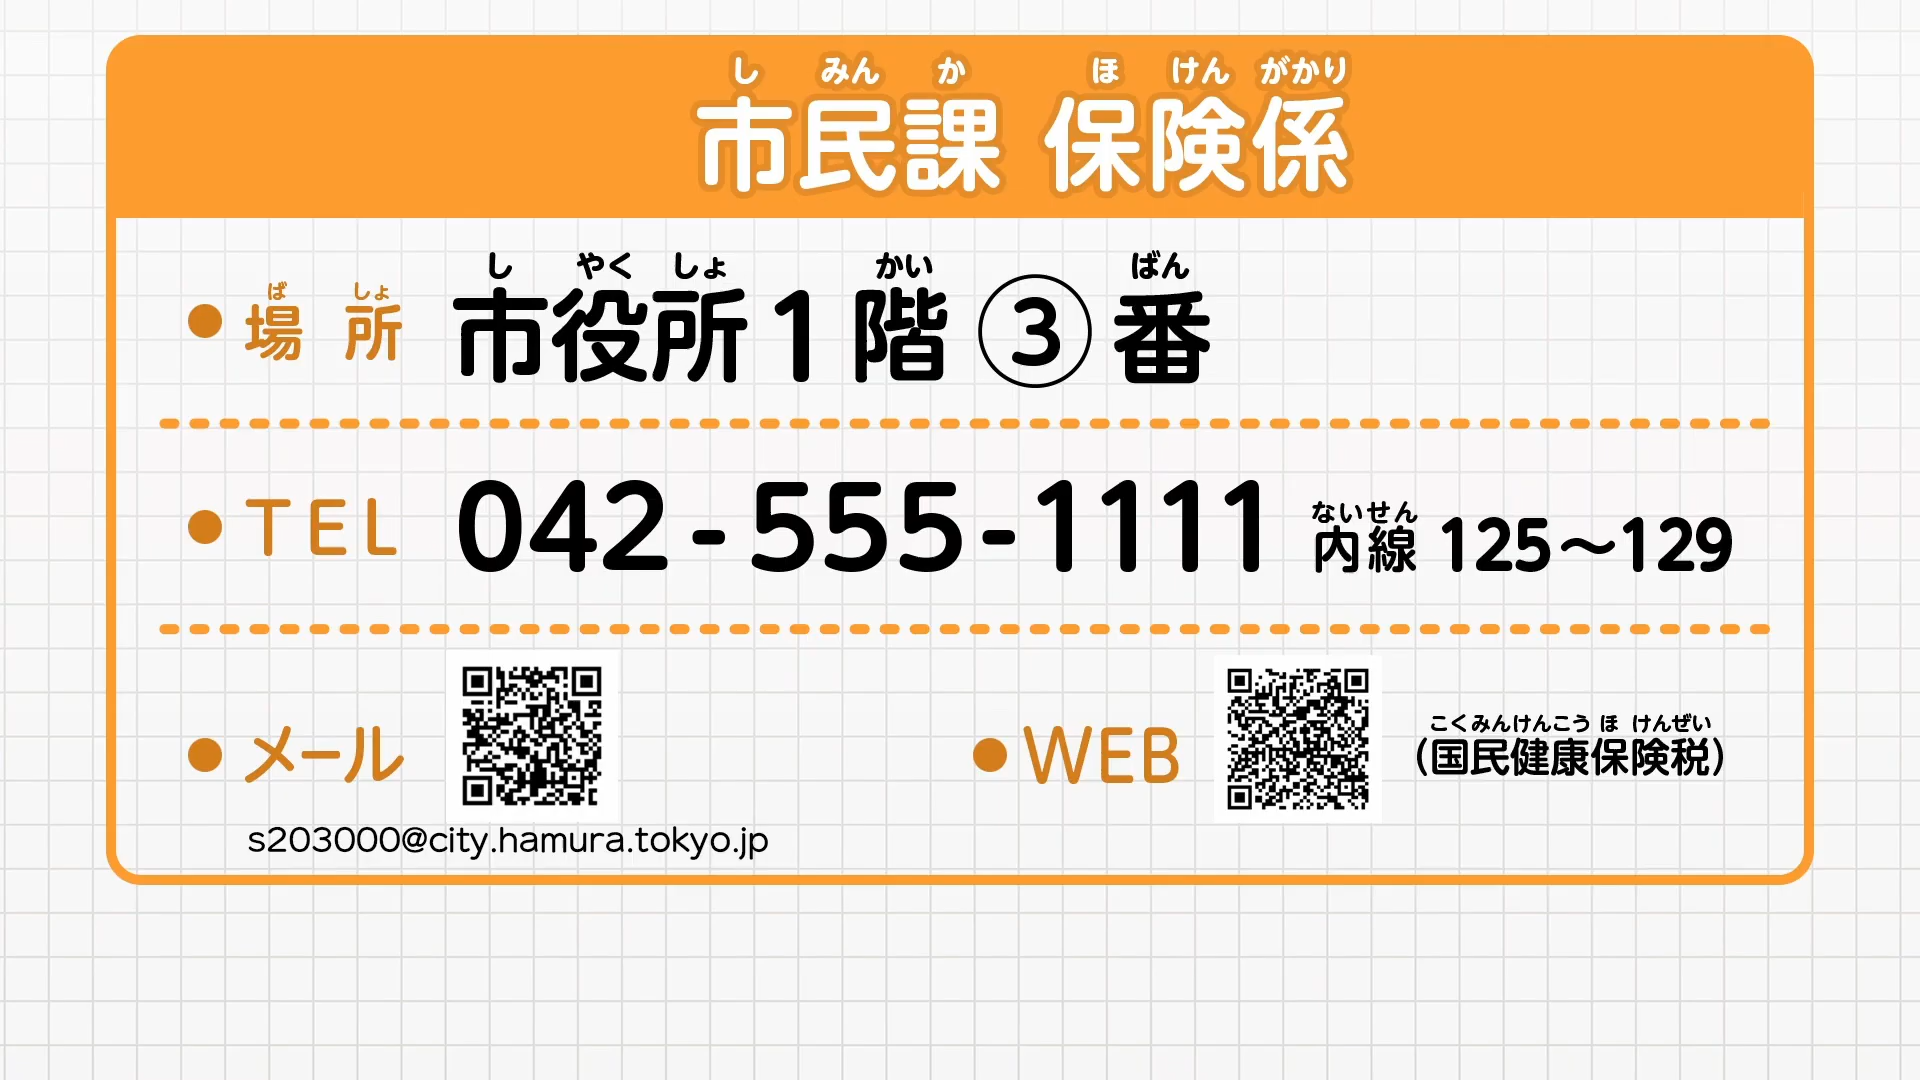 し みん か ほ けん がかり
市民課 保険係
ば しょ し やく しょ かい ばん
●場所 市役所1階③番
ないせん
●TEL 042-555-1111 内線 125～129
こくみんけんこう ほ けんぜい
●メール ●WEB (国民健康保険税)
s203000@city.hamura.tokyo.jp